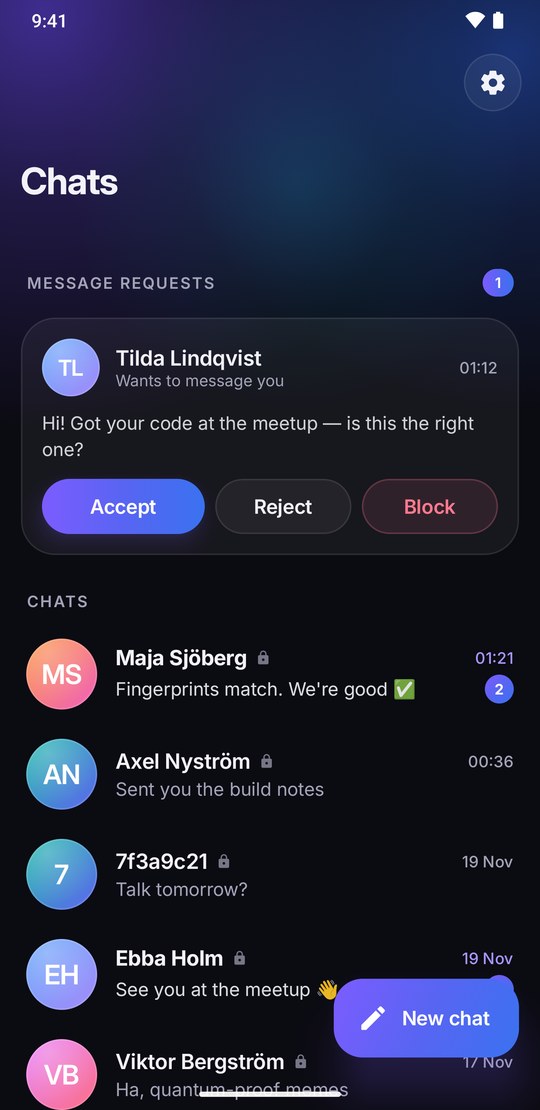 9:41
Chats
MESSAGE REQUESTS
1
TL
Tilda Lindqvist
01:12
Wants to message you
Hi! Got your code at the meetup — is this the right
one?
Accept
Reject
Block
CHATS
MS
Maja Sjöberg
01:21
Fingerprints match. We're good ✅
2
AN
Axel Nyström
00:36
Sent you the build notes
7
7f3a9c21
19 Nov
Talk tomorrow?
EH
Ebba Holm
19 Nov
See you at the meetup 👋
New chat
VB
Viktor Bergström
17 Nov
Ha, quantum-proof memes